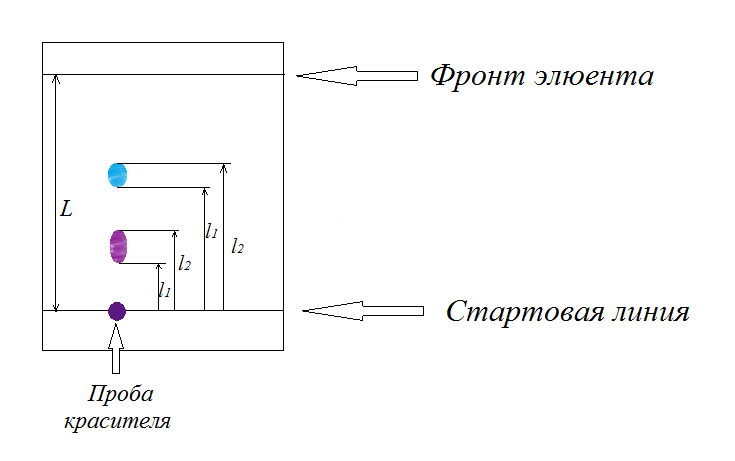 Фронт элюента
L
l1
l2
l2
l1
Стартовая линия
Проба
красителя